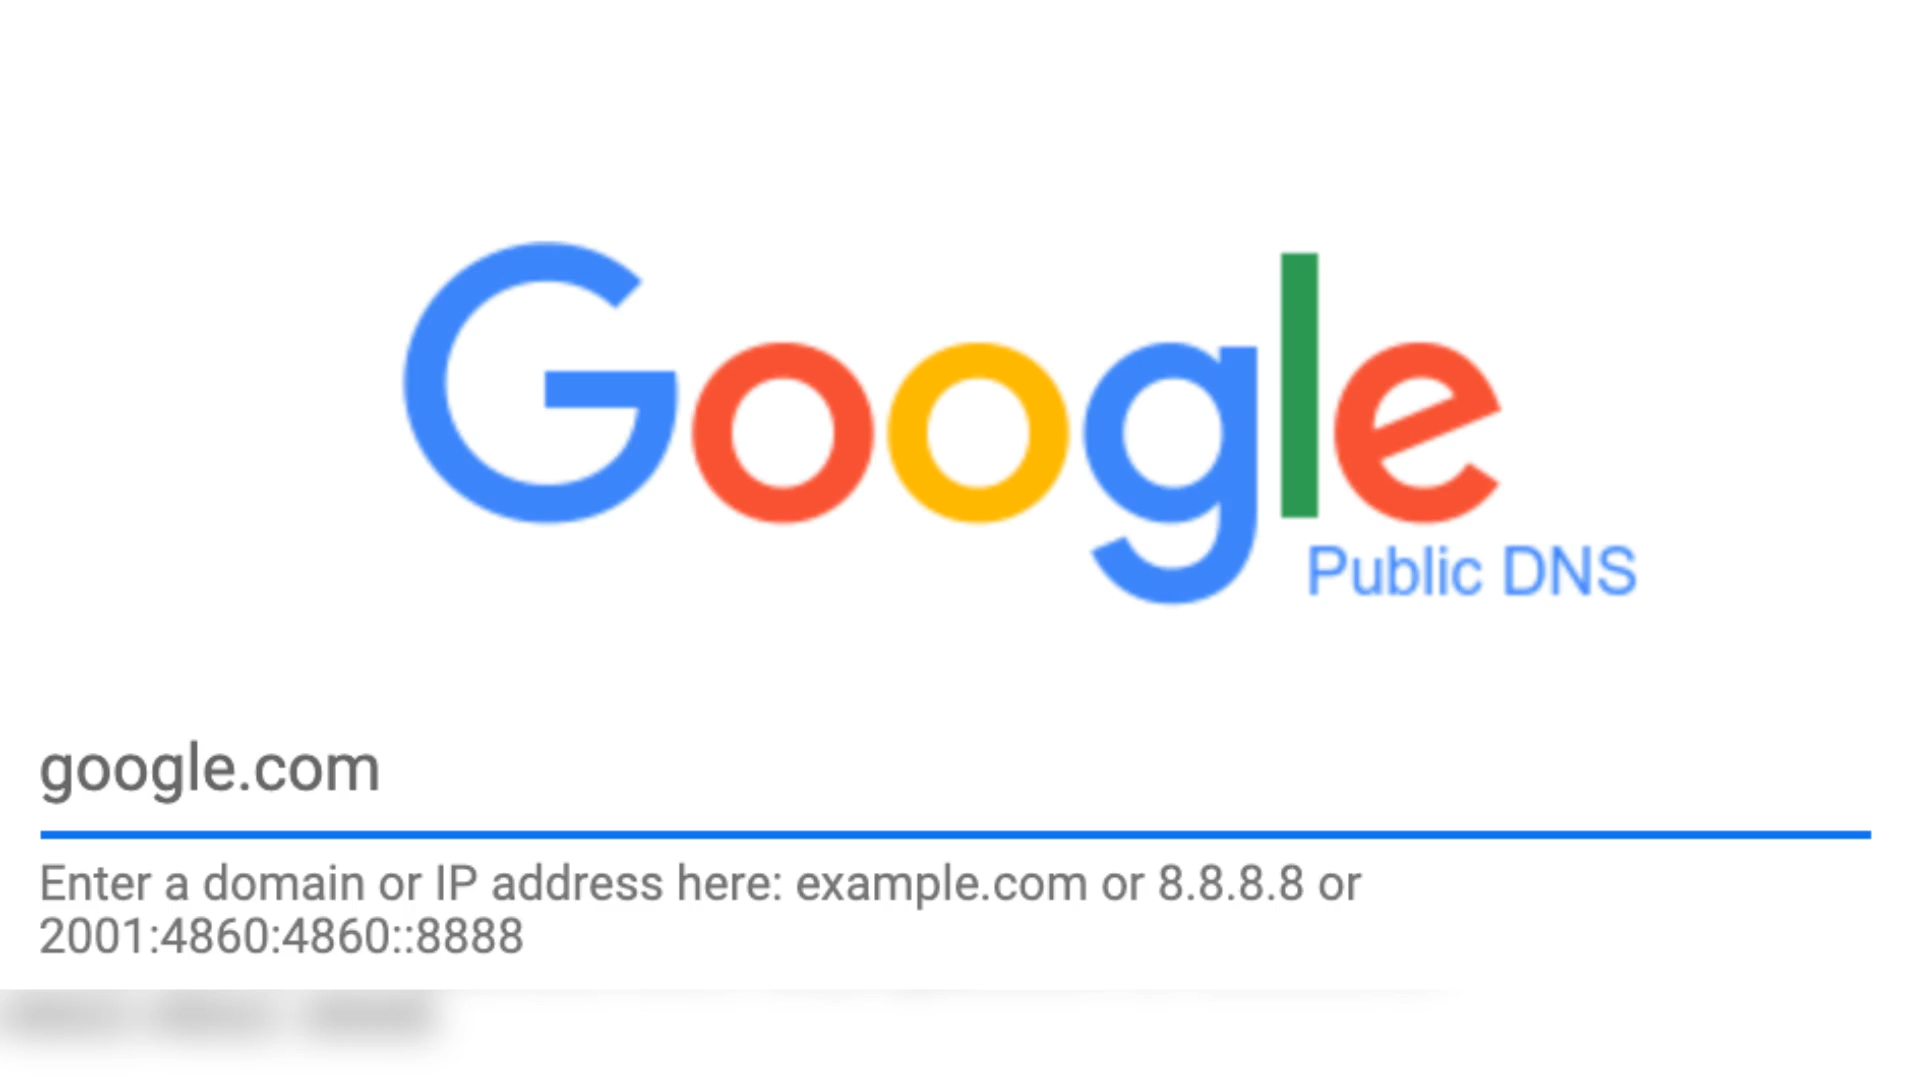 Google
Public DNS
google.com
Enter a domain or IP address here: example.com or 8.8.8.8 or
2001:4860:4860::8888